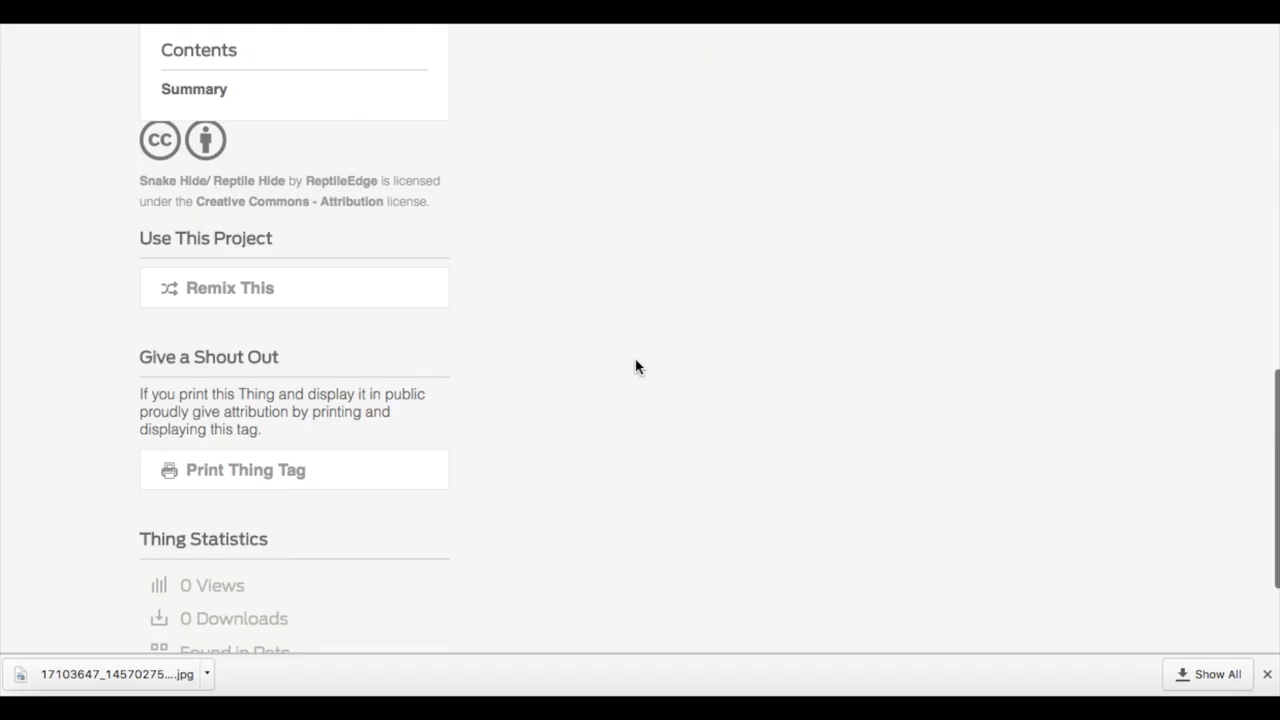 Contents
Summary
CC
Snake Hide/ Reptile Hide by ReptileEdge is licensed
under the Creative Commons - Attribution license.
Use This Project
Remix This
Give a Shout Out
If you print this Thing and display it in public
proudly give attribution by printing and
displaying this tag.
Print Thing Tag
Thing Statistics
0 Views
0 Downloads
Found in Pets
17103647_14570275....jpg
Show All